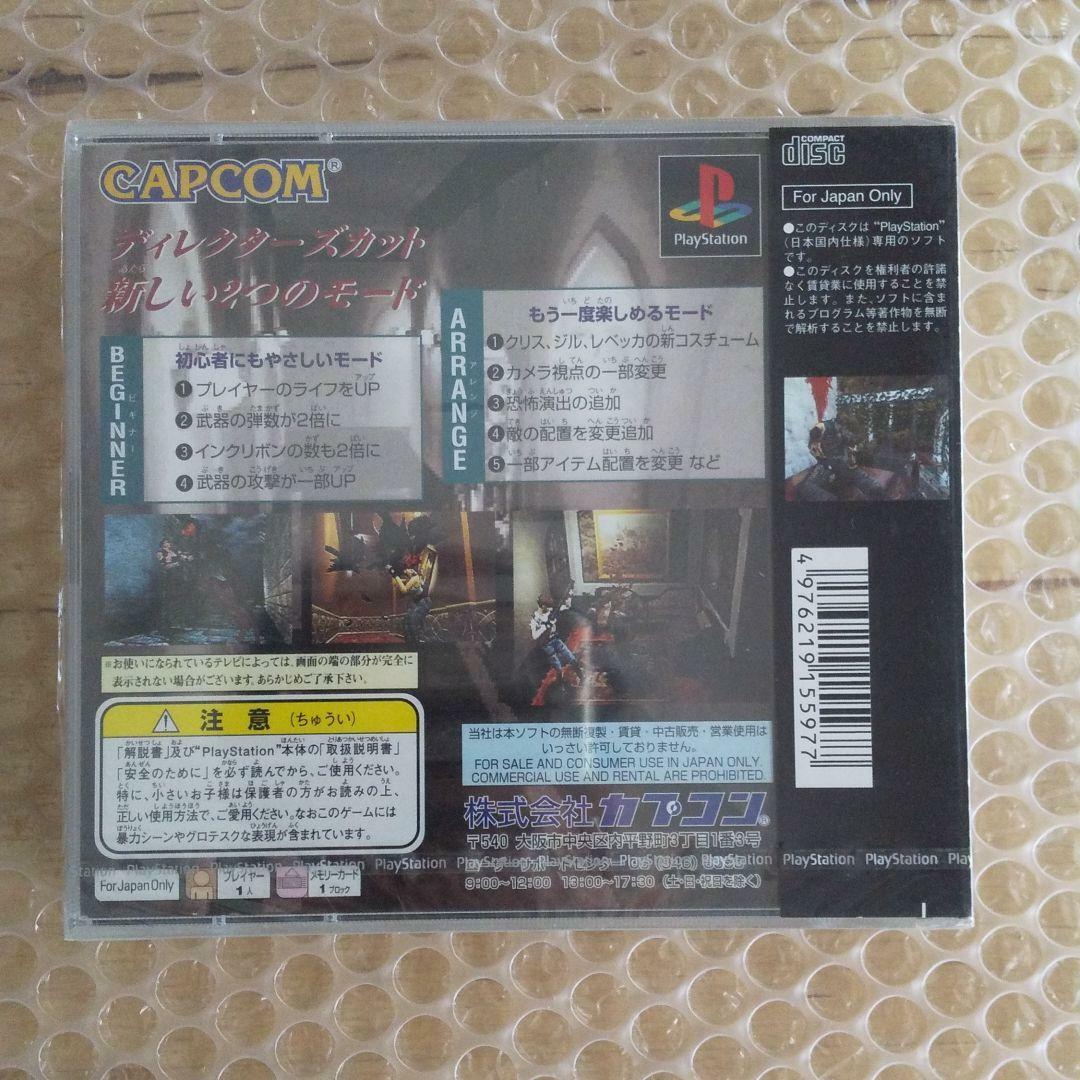 CAPCOM®
ディレクターズカット
新しい2つのモード
BEGINNER
ビギナー
初心者にもやさしいモード
❶プレイヤーのライフをUP
❷武器の弾数が2倍に
❸インクリボンの数も2倍に
❹武器の攻撃が一部UP
ARRANGE
アレンジ
もう一度楽しめるモード
❶クリス、ジル、レベッカの新コスチューム
❷カメラ視点の一部変更
❸恐怖演出の追加
❹敵の配置を変更追加
❺一部アイテム配置を変更 など
PlayStation
COMPACT
disc
For Japan Only
●このディスクは“PlayStation”
(日本国内仕様)専用のソフト
です。
●このディスクを権利者の許諾
なく賃貸業に使用することを禁
止します。また、ソフトに含ま
れるプログラム等著作物を無断
で解析することを禁止します。
4976219155977
※お使いになられているテレビによっては、画面の端の部分が完全に
表示されない場合がございます。あらかじめご了承下さい。
注意(ちゅうい)
「解説書」及び“PlayStation”本体の「取扱説明書」
「安全のために」を必ず読んでから、ご使用ください。
特に、小さいお子様は保護者の方がお読みの上、
正しい使用方法で、ご愛用ください。なおこのゲームには
暴力シーンやグロテスクな表現が含まれています。
当社は本ソフトの無断複製・賃貸・中古販売・営業使用は
いっさい許可しておりません。
FOR SALE AND CONSUMER USE IN JAPAN ONLY.
COMMERCIAL USE AND RENTAL ARE PROHIBITED.
株式会社カプコン®
〒540 大阪市中央区内平野町3丁目1番3号
ユーザーサポートセンター
9:00〜12:00 13:00〜17:30 (土・日・祝日を除く)
PlayStation PlayStation PlayStation
For Japan Only
プレイヤー
1人
メモリーカード
1ブロック